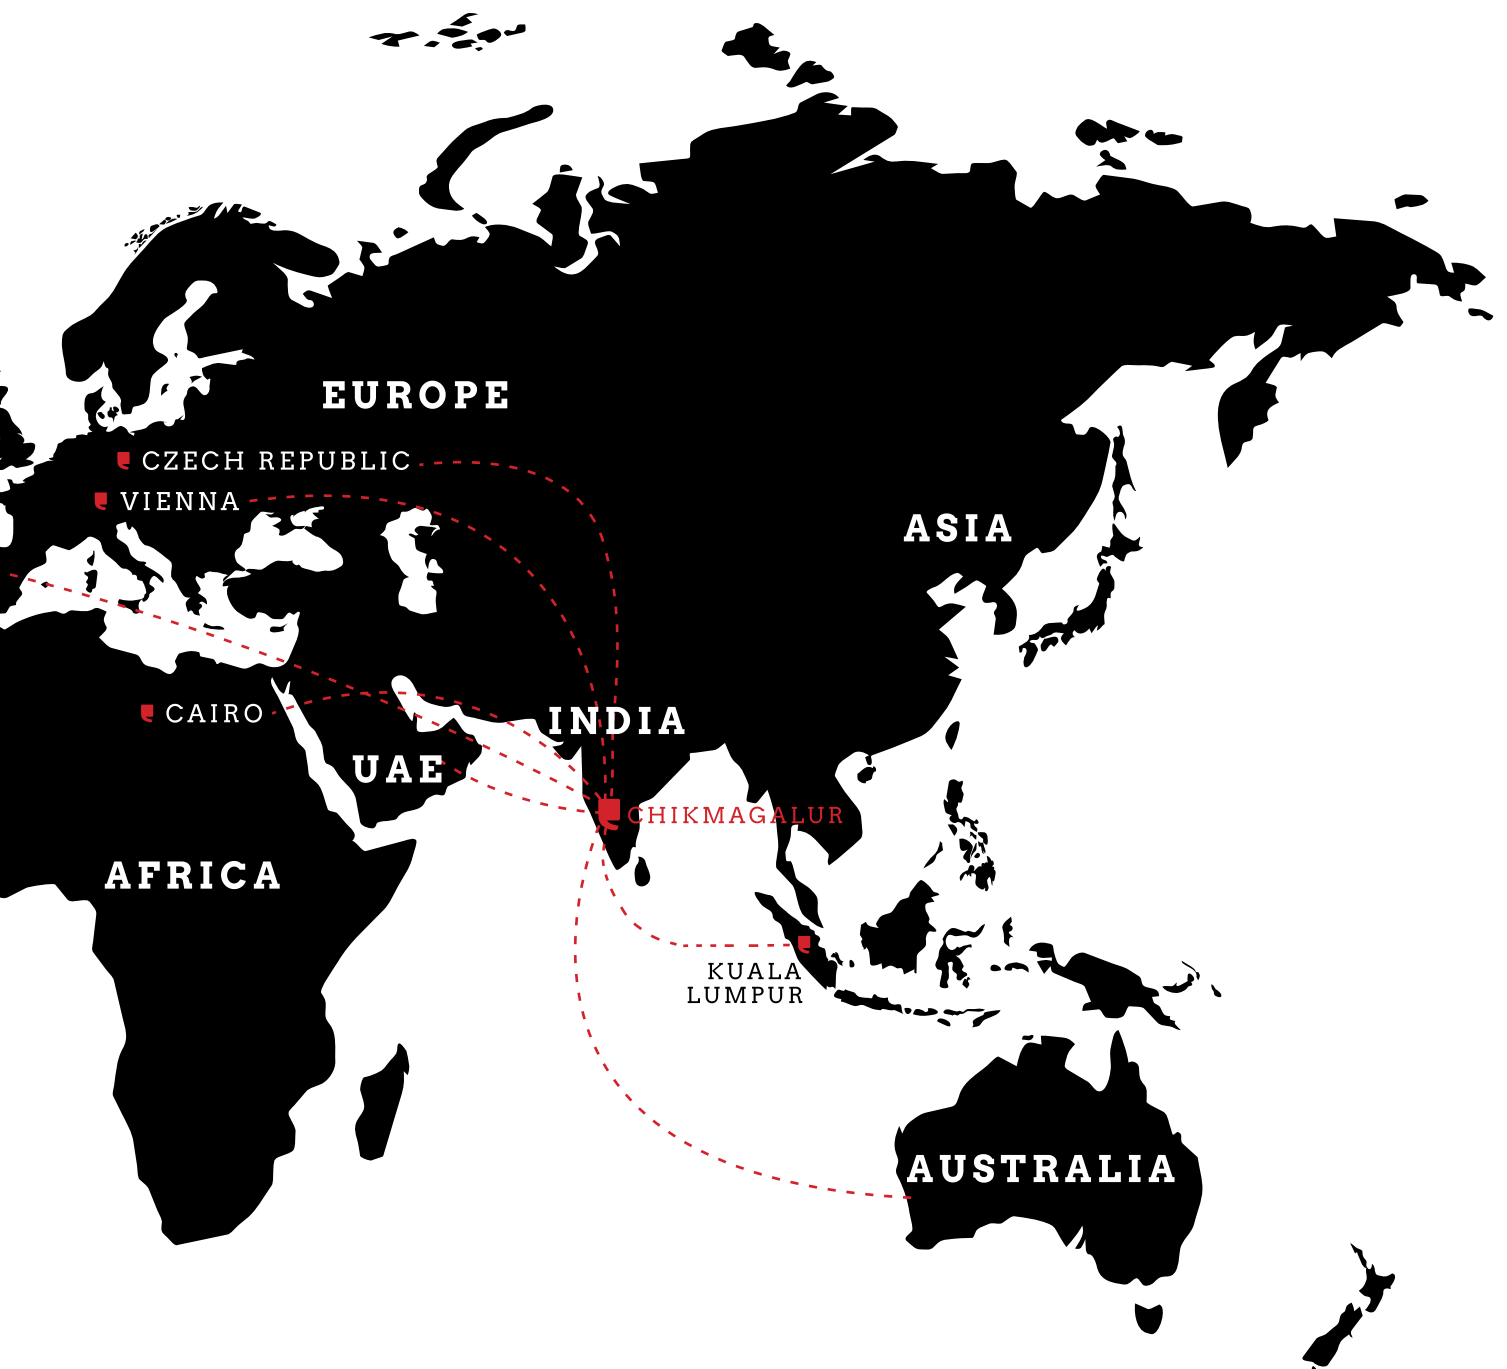 EUROPE
CZECH REPUBLIC
VIENNA
ASIA
CAIRO
INDIA
UAE
CHIKMAGALUR
AFRICA
KUALA
LUMPUR
AUSTRALIA